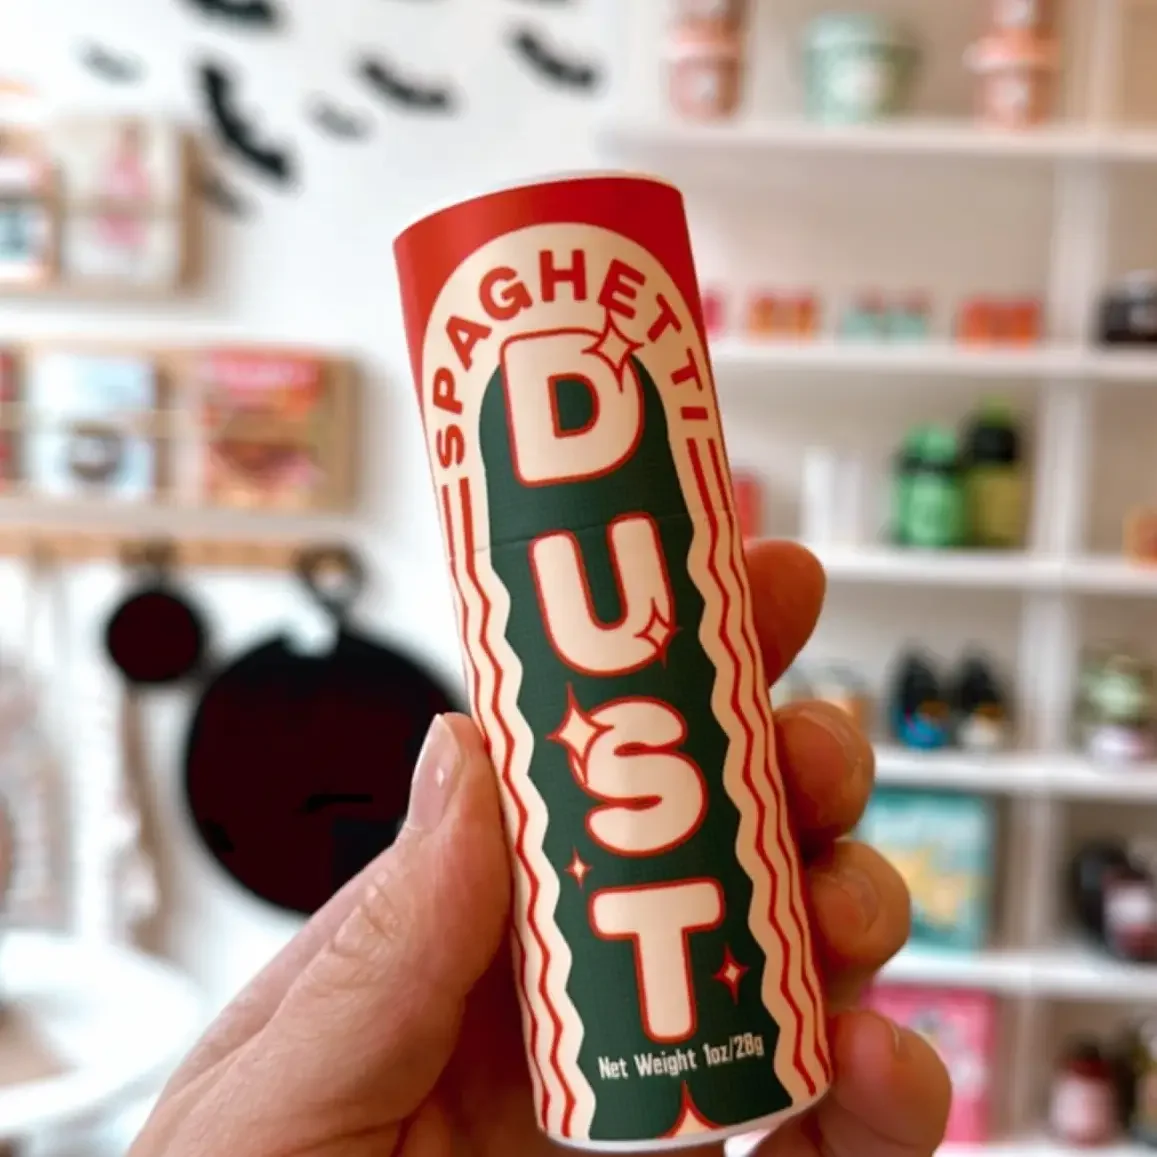 SPAGHETTI
DUST
Net Weight 1oz/28g